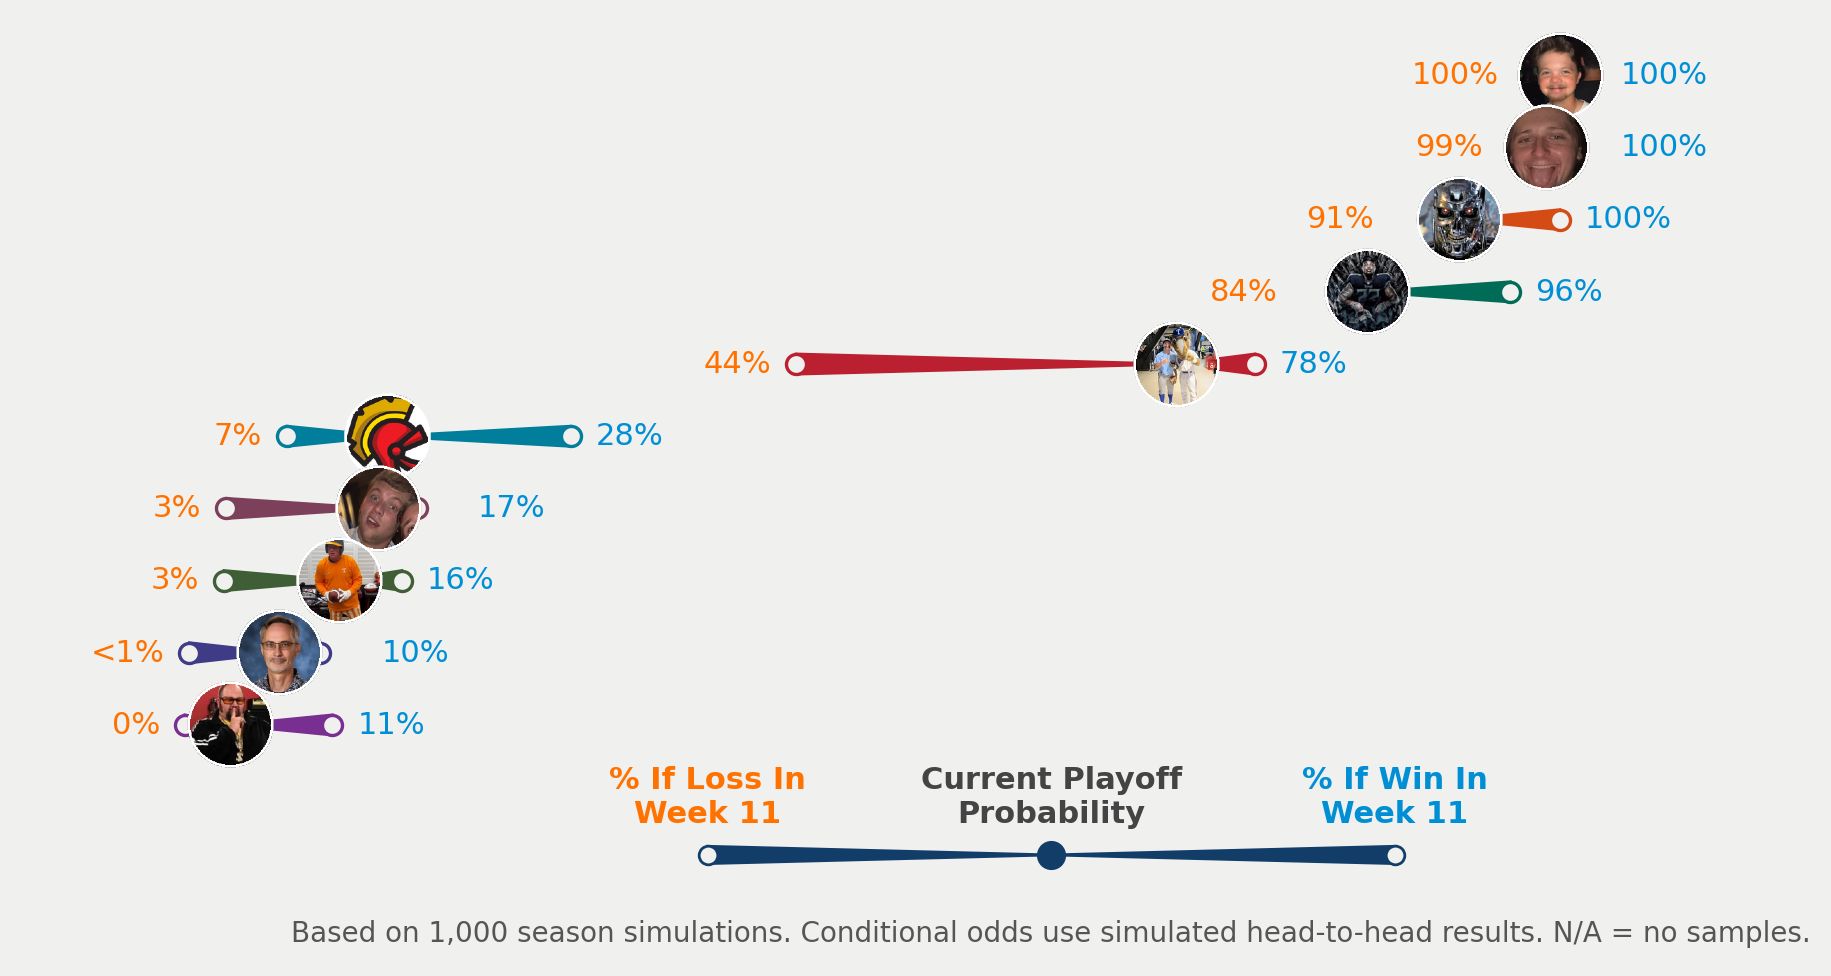 100% 100%
99% 100%
91% 100%
84% 96%
44% 78%
7% 28%
3% 17%
3% 16%
<1% 10%
0% 11%
% If Loss In
Week 11
Current Playoff
Probability
% If Win In
Week 11
Based on 1,000 season simulations. Conditional odds use simulated head-to-head results. N/A = no samples.